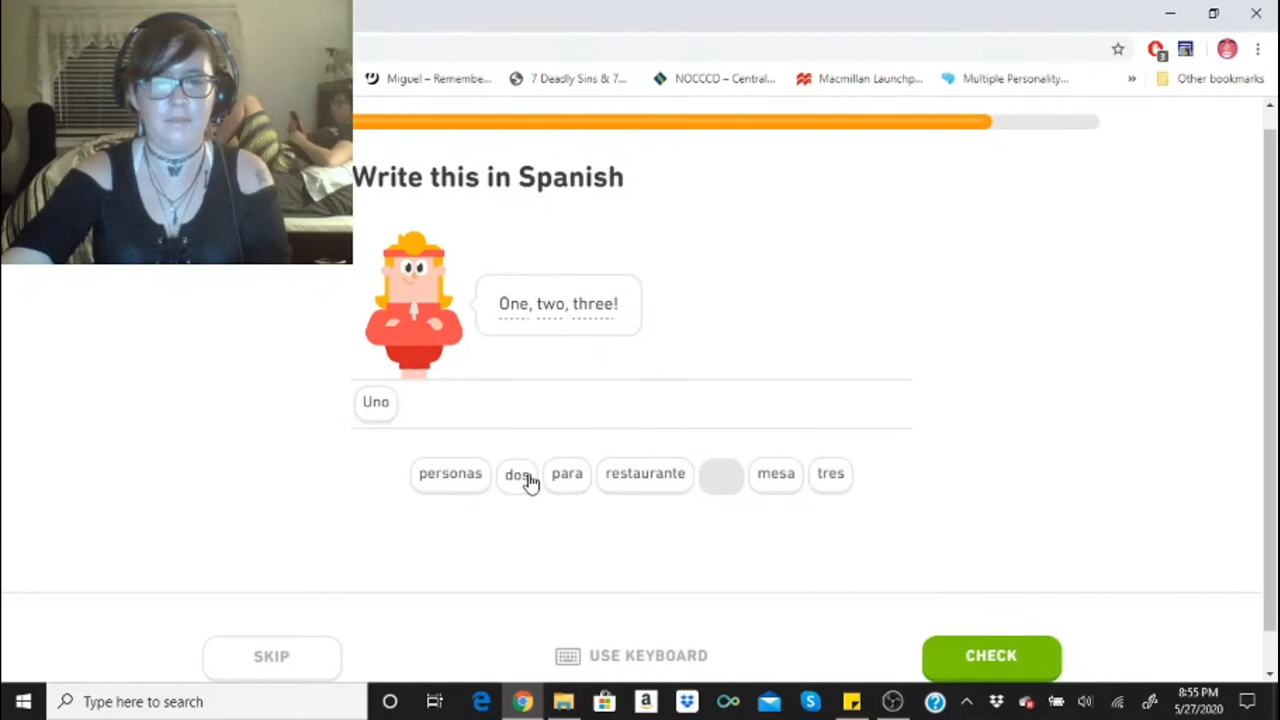 Miguel – Remembe...
7 Deadly Sins & 7...
NOCCCD – Central...
Macmillan Launchp...
Multiple Personality...
»
Other bookmarks
3
Write this in Spanish
One, two, three!
Uno
personas
dos
para
restaurante
mesa
tres
SKIP
USE KEYBOARD
CHECK
Type here to search
8:55 PM
5/27/2020